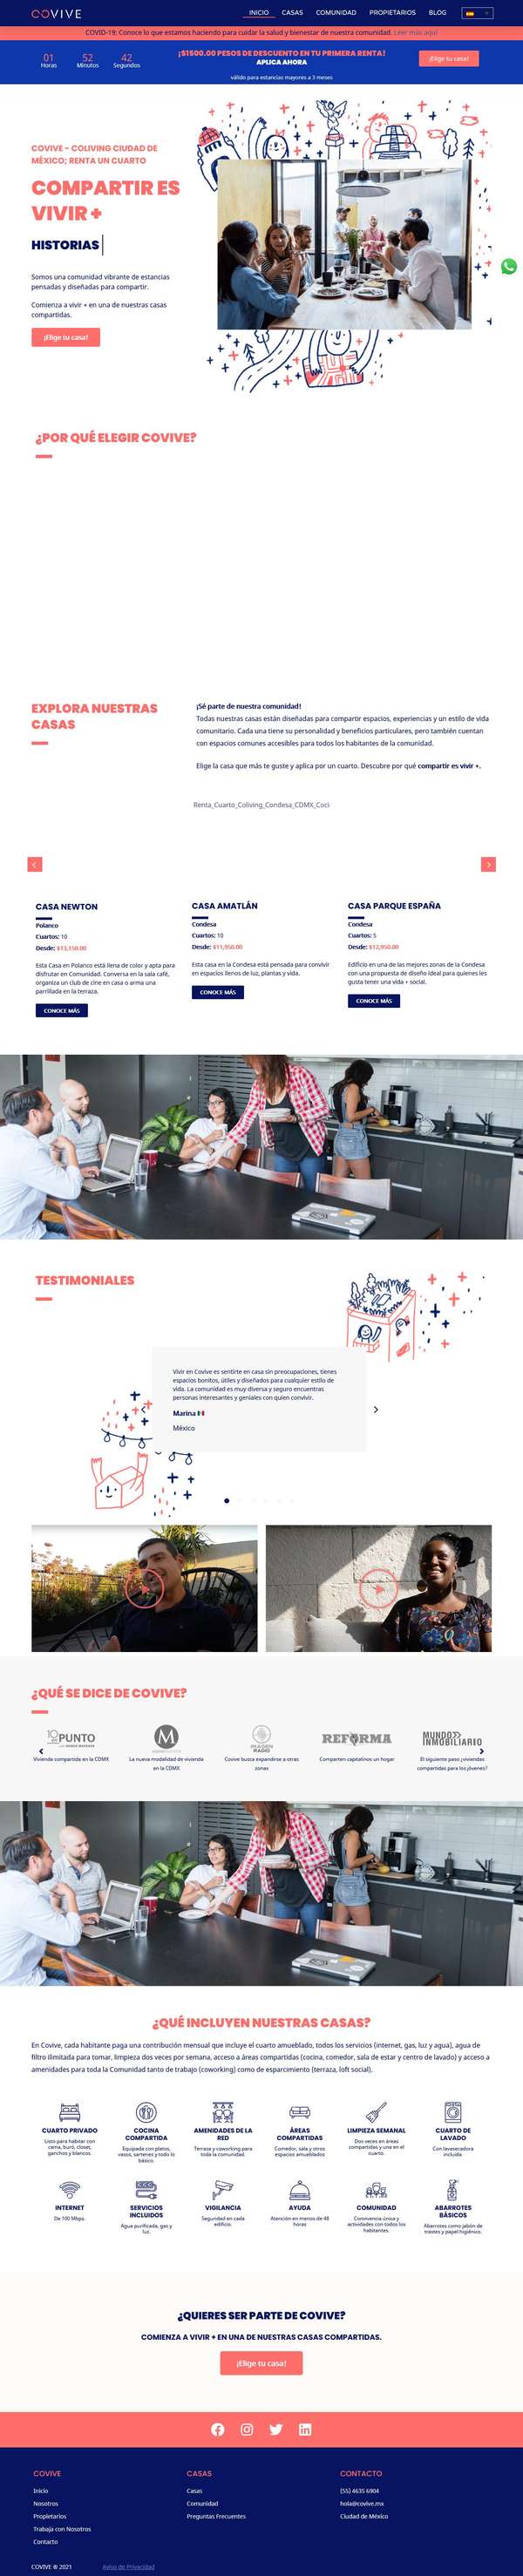 COVIVE
INICIO CASAS COMUNIDAD PROPIETARIOS BLOG
COVID-19: Conoce lo que estamos haciendo para cuidar la salud y bienestar de nuestra comunidad. Leer más aquí
01 52 42
Horas Minutos Segundos
¡$1500.00 PESOS DE DESCUENTO EN TU PRIMERA RENTA!
APLICA AHORA
válido para estancias mayores a 3 meses
¡Elige tu casa!
COVIVE - COLIVING CIUDAD DE
MÉXICO; RENTA UN CUARTO
COMPARTIR ES
VIVIR +
HISTORIAS
Somos una comunidad vibrante de estancias
pensadas y diseñadas para compartir.
Comienza a vivir + en una de nuestras casas
compartidas.
¡Elige tu casa!
¿POR QUÉ ELEGIR COVIVE?
EXPLORA NUESTRAS
CASAS
¡Sé parte de nuestra comunidad!
Todas nuestras casas están diseñadas para compartir espacios, experiencias y un estilo de vida
comunitario. Cada una tiene su personalidad y beneficios particulares, pero también cuentan
con espacios comunes accesibles para todos los habitantes de la comunidad.
Elige la casa que más te guste y aplica por un cuarto. Descubre por qué compartir es vivir +.
Renta_Cuarto_Coliving_Condesa_CDMX_Coci
CASA NEWTON
Polanco
Cuartos: 10
Desde: $13,150.00
Esta Casa en Polanco está llena de color y apta para
disfrutar en Comunidad. Conversa en la sala café,
organiza un club de cine en casa o arma una
parrillada en la terraza.
CONOCE MÁS
CASA AMATLÁN
Condesa
Cuartos: 10
Desde: $11,950.00
Esta casa en la Condesa está pensada para convivir
en espacios llenos de luz, plantas y vida.
CONOCE MÁS
CASA PARQUE ESPAÑA
Condesa
Cuartos: 5
Desde: $12,950.00
Edificio en una de las mejores zonas de la Condesa
con una propuesta de diseño ideal para quienes les
gusta tener una vida + social.
CONOCE MÁS
TESTIMONIALES
Vivir en Covive es sentirte en casa sin preocupaciones, tienes
espacios bonitos, útiles y diseñados para cualquier estilo de
vida. La comunidad es muy diversa y seguro encuentras
personas interesantes y geniales con quien convivir.
Marina
México
¿QUÉ SE DICE DE COVIVE?
PUNTO
Vivienda compartida en la CDMX
M
La nueva modalidad de vivienda
en la CDMX
IMAGEN
RADIO
Covive busca expandirse a otras
zonas
REFORMA
Comparten capitalinos un hogar
MUNDO
INMOBILIARIO
El siguiente paso ¿viviendas
compartidas para los jóvenes?
¿QUÉ INCLUYEN NUESTRAS CASAS?
En Covive, cada habitante paga una contribución mensual que incluye el cuarto amueblado, todos los servicios (internet, gas, luz y agua), agua de
filtro ilimitada para tomar, limpieza dos veces por semana, acceso a áreas compartidas (cocina, comedor, sala de estar y centro de lavado) y acceso a
amenidades para toda la Comunidad tanto de trabajo (coworking) como de esparcimiento (terraza, loft social).
CUARTO PRIVADO
Listo para habitar con
cama, buró, closet,
ganchos y blancos.
COCINA
COMPARTIDA
Equipada con platos,
vasos, sartenes y todo lo
básico.
AMENIDADES DE LA
RED
Terraza y coworking para
toda la comunidad.
ÁREAS
COMPARTIDAS
Comedor, sala y otros
espacios amueblados
LIMPIEZA SEMANAL
Dos veces en áreas
compartidas y una en el
cuarto.
CUARTO DE
LAVADO
Con lavasecadora
incluida.
INTERNET
De 100 Mbps.
SERVICIOS
INCLUIDOS
Agua purificada, gas y
luz.
VIGILANCIA
Seguridad en cada
edificio.
AYUDA
Atención en menos de 48
horas
COMUNIDAD
Convivencia única y
actividades con todos los
habitantes.
ABARROTES
BÁSICOS
Abarrotes como jabón de
trastes y papel higiénico.
¿QUIERES SER PARTE DE COVIVE?
COMIENZA A VIVIR + EN UNA DE NUESTRAS CASAS COMPARTIDAS.
¡Elige tu casa!
COVIVE
Inicio
Nosotros
Propietarios
Trabaja con Nosotros
Contacto
CASAS
Casas
Comunidad
Preguntas Frecuentes
CONTACTO
(55) 4635 6904
hola@covive.mx
Ciudad de México
COVIVE ® 2021
Aviso de Privacidad